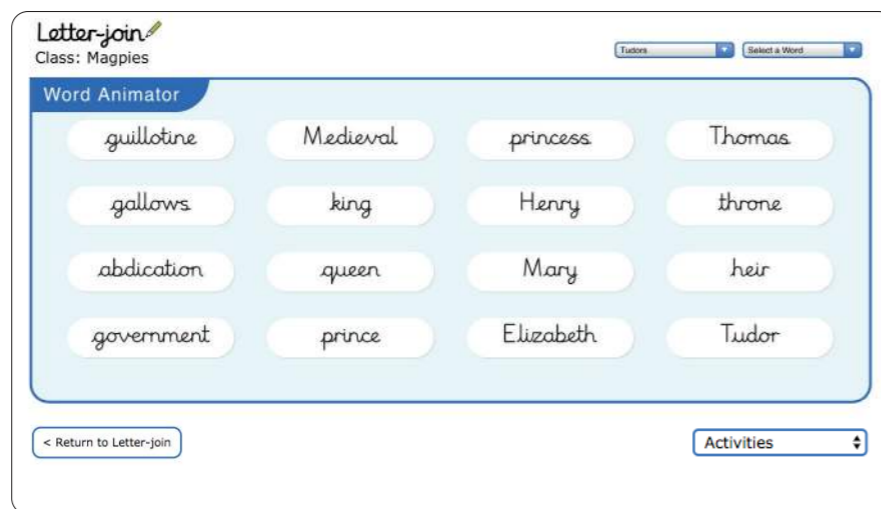 Letter-join
Class: Magpies
Tudors Select a Word
Word Animator
guillotine Medieval princess Thomas
gallows king Henry throne
abdication queen Mary heir
government prince Elizabeth Tudor
< Return to Letter-join Activities